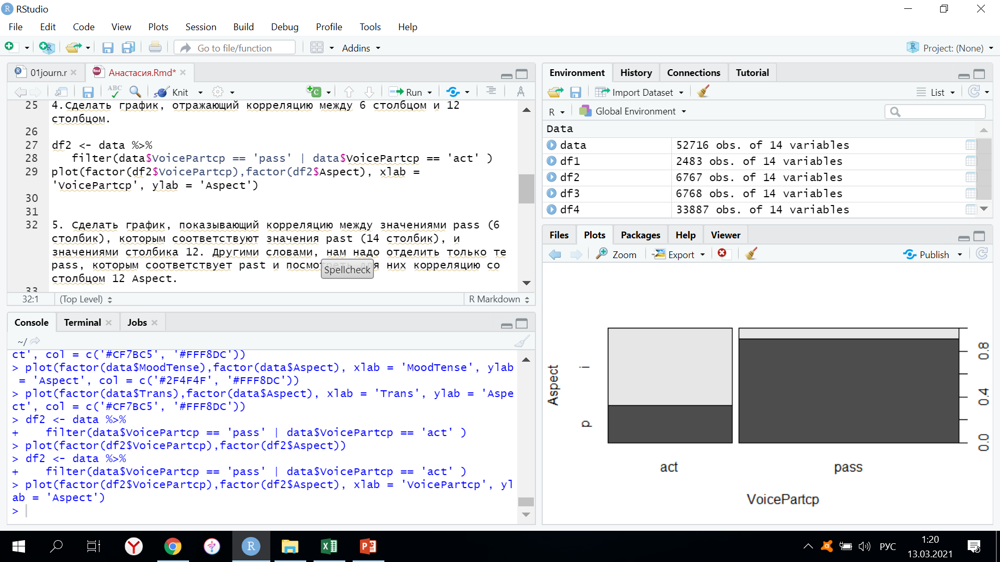 RStudio
File Edit Code View Plots Session Build Debug Profile Tools Help
Go to file/function Addins Project: (None)
01journ.r Анастасия.Rmd*
ABC Knit Run
25 4.Сделать график, отражающий корреляцию между 6 столбцом и 12
столбцом.
26
27 df2 <- data %>%
28 filter(data$VoicePartcp == 'pass' | data$VoicePartcp == 'act' )
29 plot(factor(df2$VoicePartcp),factor(df2$Aspect), xlab =
'VoicePartcp', ylab = 'Aspect')
30
31
32 5. Сделать график, показывающий корреляцию между значениями pass (6
столбик), которым соответствуют значения past (14 столбик), и
значениями столбика 12. Другими словами, нам надо отделить только те
pass, которым соответствует past и них корреляцию со
Spellcheck
столбцом 12 Aspect.
33
32:1 (Top Level) R Markdown
Console Terminal Jobs
~/
ct', col = c('#CF7BC5', '#FFF8DC'))
> plot(factor(data$MoodTense),factor(data$Aspect), xlab = 'MoodTense', ylab
= 'Aspect', col = c('#2F4F4F', '#FFF8DC'))
> plot(factor(data$Trans),factor(data$Aspect), xlab = 'Trans', ylab = 'Aspe
ct', col = c('#CF7BC5', '#FFF8DC'))
> df2 <- data %>%
+ filter(data$VoicePartcp == 'pass' | data$VoicePartcp == 'act' )
> plot(factor(df2$VoicePartcp),factor(df2$Aspect))
> df2 <- data %>%
+ filter(data$VoicePartcp == 'pass' | data$VoicePartcp == 'act' )
> plot(factor(df2$VoicePartcp),factor(df2$Aspect), xlab = 'VoicePartcp', yl
ab = 'Aspect')
>
Environment History Connections Tutorial
Import Dataset List
R Global Environment
Data
data 52716 obs. of 14 variables
df1 2483 obs. of 14 variables
df2 6767 obs. of 14 variables
df3 6768 obs. of 14 variables
df4 33887 obs. of 14 variables
Files Plots Packages Help Viewer
Zoom Export Publish
Aspect
i
p
0.8
0.4
0.0
act pass
VoicePartcp
РУС
1:20
13.03.2021